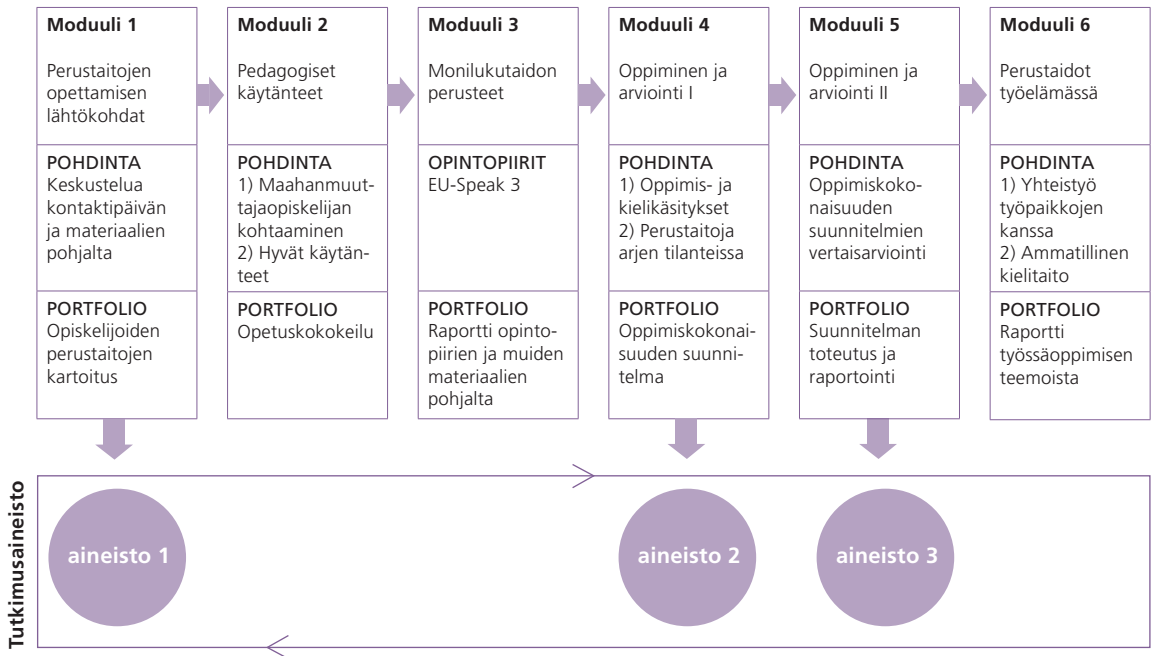 Moduuli 1
Perustaitojen
opettamisen
lähtökohdat
POHDINTA
Keskustelua
kontaktipäivän
ja materiaalien
pohjalta
PORTFOLIO
Opiskelijoiden
perustaitojen
kartoitus
Moduuli 2
Pedagogiset
käytänteet
POHDINTA
1) Maahanmuut-
tajaopiskelijan
kohtaaminen
2) Hyvät käytän-
teet
PORTFOLIO
Opetuskokokeilu
Moduuli 3
Monilukutaidon
perusteet
OPINTOPIIRIT
EU-Speak 3
PORTFOLIO
Raportti opinto-
piirien ja muiden
materiaalien
pohjalta
Moduuli 4
Oppiminen ja
arviointi I
POHDINTA
1) Oppimis- ja
kielikäsitykset
2) Perustaitoja
arjen tilanteissa
PORTFOLIO
Oppimiskokonai-
suuden suunni-
telma
Moduuli 5
Oppiminen ja
arviointi II
POHDINTA
Oppimiskoko-
naisuuden
suunnitelmien
vertaisarviointi
PORTFOLIO
Suunnitelman
toteutus ja
raportointi
Moduuli 6
Perustaidot
työelämässä
POHDINTA
1) Yhteistyö
työpaikkojen
kanssa
2) Ammatillinen
kielitaito
PORTFOLIO
Raportti
työssäoppimisen
teemoista
Tutkimusaineisto
aineisto 1
aineisto 2
aineisto 3